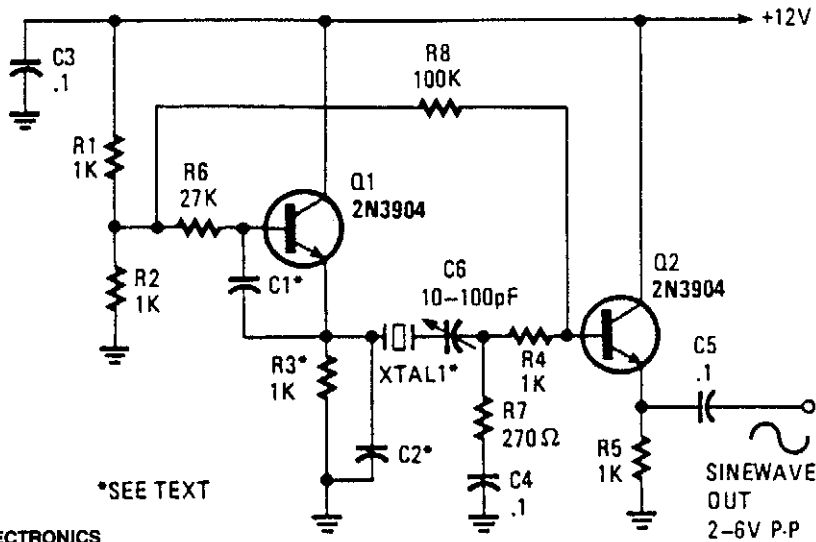 +12V
C3
.1
R8
100K
R1
1K
R6
27K
Q1
2N3904
R2
1K
C1*
C6
10-100pF
Q2
2N3904
R3*
1K
XTAL1*
R4
1K
C5
.1
R7
270Ω
C2*
R5
1K
C4
.1
*SEE TEXT
SINEWAVE
OUT
2-6V P-P
ECTRONICS